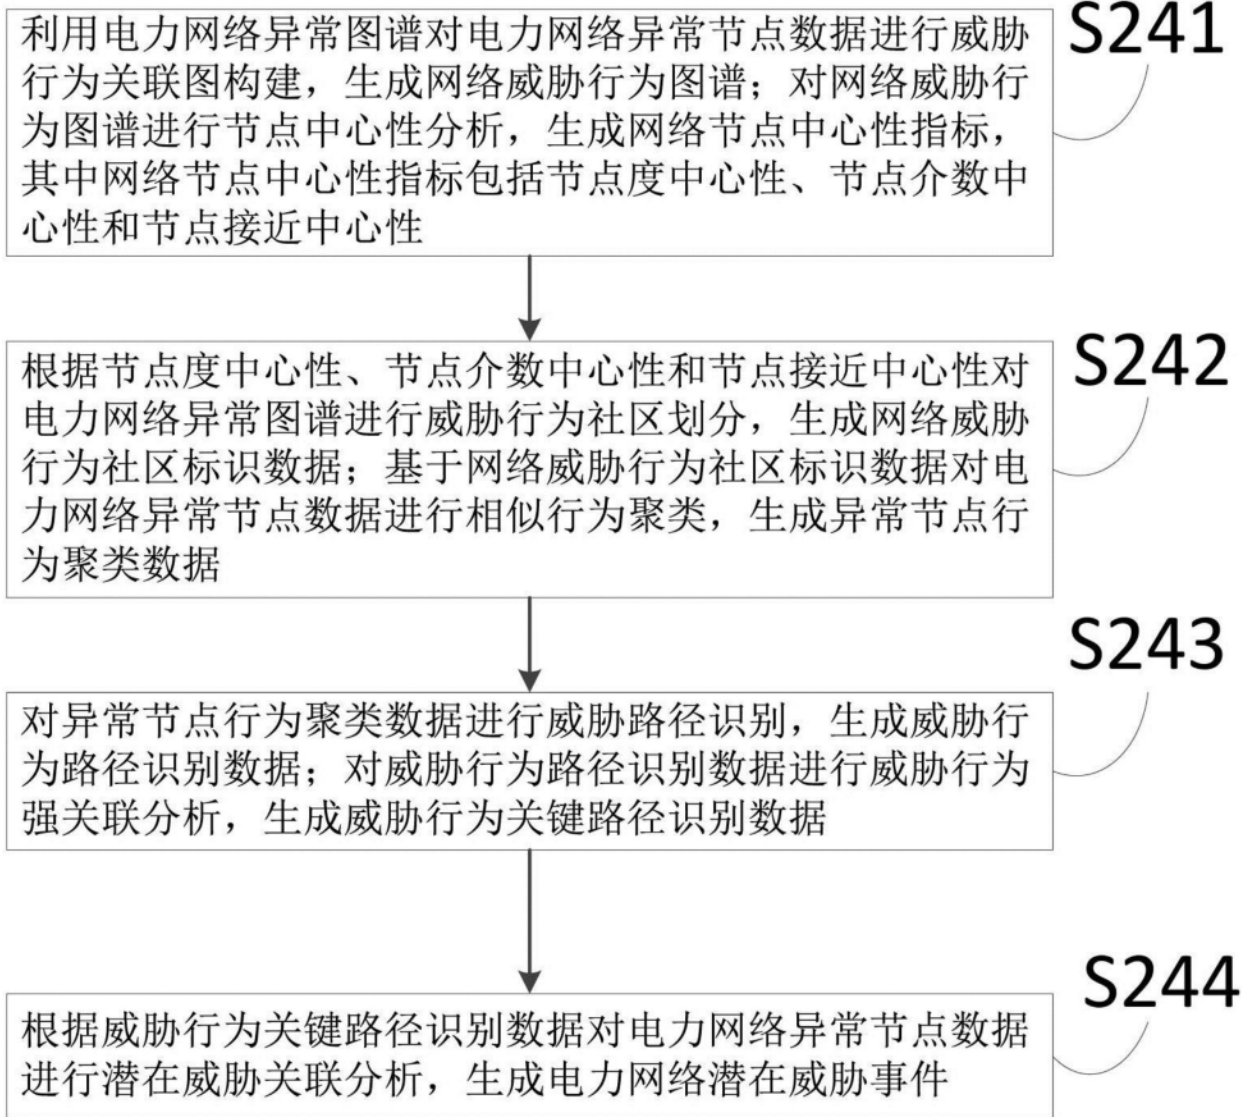 S241
利用电力网络异常图谱对电力网络异常节点数据进行威胁
行为关联图构建，生成网络威胁行为图谱；对网络威胁行
为图谱进行节点中心性分析，生成网络节点中心性指标，
其中网络节点中心性指标包括节点度中心性、节点介数中
心性和节点接近中心性
S242
根据节点度中心性、节点介数中心性和节点接近中心性对
电力网络异常图谱进行威胁行为社区划分，生成网络威胁
行为社区标识数据；基于网络威胁行为社区标识数据对电
力网络异常节点数据进行相似行为聚类，生成异常节点行
为聚类数据
S243
对异常节点行为聚类数据进行威胁路径识别，生成威胁行
为路径识别数据；对威胁行为路径识别数据进行威胁行为
强关联分析，生成威胁行为关键路径识别数据
S244
根据威胁行为关键路径识别数据对电力网络异常节点数据
进行潜在威胁关联分析，生成电力网络潜在威胁事件